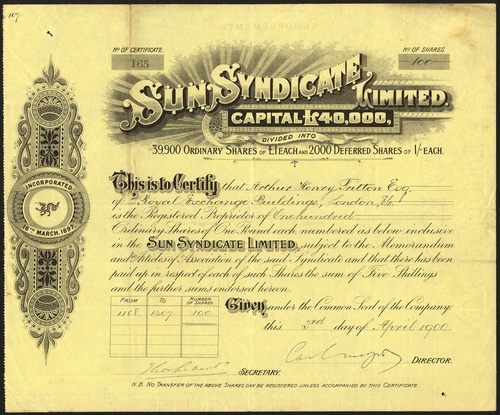 107
No of Certificate.
165
No of Shares.
100
Sun Syndicate Limited.
Capital £40,000,
Divided into
39,900 Ordinary Shares of £1 each and 2000 Deferred Shares of 1/- each.
This is to Certify that Arthur Henry Fritton Esq.
of Royal Exchange Buildings, London, E.C.
is the Registered Proprietor of One hundred
Ordinary Shares of One Pound each numbered as below inclusive
in the Sun Syndicate Limited, subject to the Memorandum
and Articles of Association of the said Syndicate and that there has been
paid up in respect of each of such Shares the sum of Five Shillings
and the further sums endorsed hereon.
From To Number of Shares
1108 1207 100
Given under the Common Seal of the Company
this 2nd day of April 1900
Director.
Secretary.
N.B. No Transfer of the above Shares can be registered unless accompanied by this Certificate.
Incorporated
16th March, 1897.